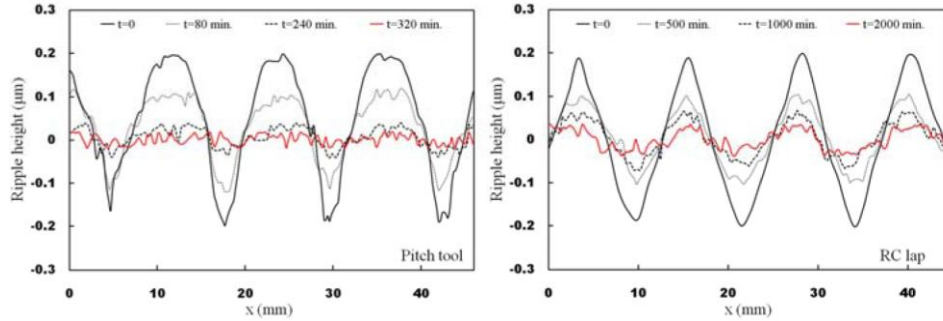 t=0 t=80 min. t=240 min. t=320 min.
0.3
0.2
0.1
0
-0.1
-0.2
-0.3
Ripple height (µm)
Pitch tool
0 10 20 30 40
x (mm)
t=0 t=500 min. t=1000 min. t=2000 min.
0.3
0.2
0.1
0
-0.1
-0.2
-0.3
Ripple height (µm)
RC lap
0 10 20 30 40
x (mm)